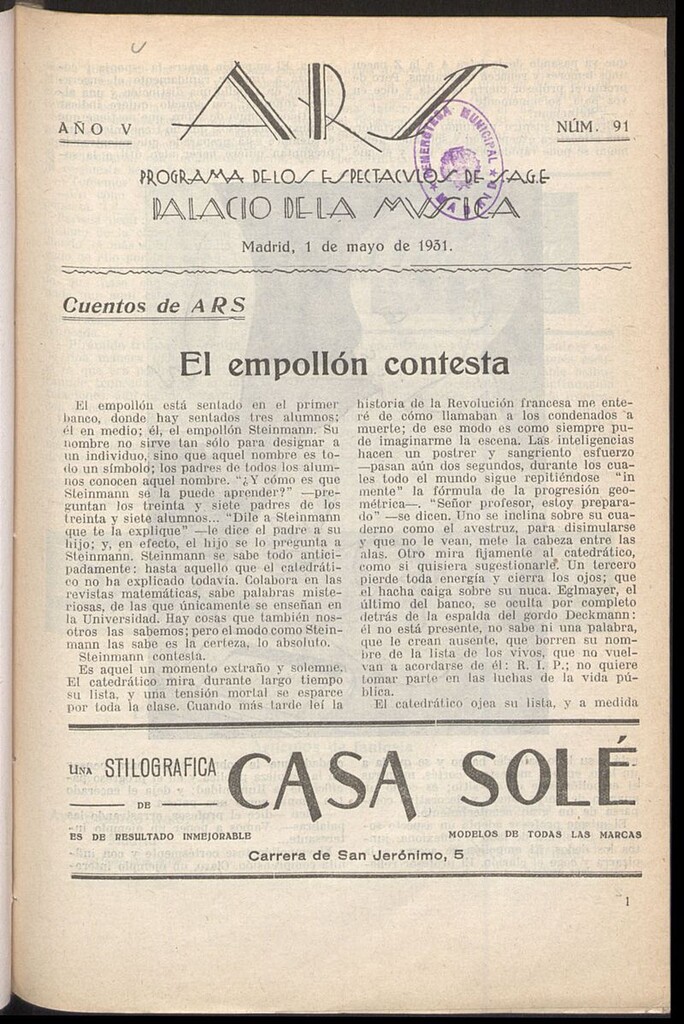 ARS
AÑO V
NÚM. 91
HEMEROTECA MUNICIPAL
MADRID
PROGRAMA DE LOS ESPECTACVLOS DE SAGE
PALACIO DE LA MVSICA
Madrid, 1 de mayo de 1931.
Cuentos de ARS
El empollón contesta
El empollón está sentado en el primer
banco, donde hay sentados tres alumnos:
él en medio; él, el empollón Steinmann. Su
nombre no sirve tan sólo para designar a
un individuo, sino que aquel nombre es to-
do un símbolo; los padres de todos los alum-
nos conocen aquel nombre. "¿Y cómo es que
Steinmann se la puede aprender?" —pre-
guntan los treinta y siete padres de los
treinta y siete alumnos... "Dile a Steinmann
que te la explique" —le dice el padre a su
hijo; y, en efecto, el hijo se lo pregunta a
Steinmann. Steinmann se sabe todo antici-
padamente: hasta aquello que el catedráti-
co no ha explicado todavía. Colabora en las
revistas matemáticas, sabe palabras miste-
riosas, de las que únicamente se enseñan en
la Universidad. Hay cosas que también nos-
otros las sabemos; pero el modo como Stein-
mann las sabe es la certeza, lo absoluto.
Steinmann contesta.
Es aquel un momento extraño y solemne.
El catedrático mira durante largo tiempo
su lista, y una tensión mortal se esparce
por toda la clase. Cuando más tarde leí la
historia de la Revolución francesa me ente-
ré de cómo llamaban a los condenados a
muerte; de ese modo es como siempre pu-
de imaginarme la escena. Las inteligencias
hacen un postrer y sangriento esfuerzo
—pasan aún dos segundos, durante los cua-
les todo el mundo sigue repitiéndose "in
mente" la fórmula de la progresión geo-
métrica—. "Señor profesor, estoy prepara-
do" —se dicen. Uno se inclina sobre su cua-
derno como el avestruz, para disimularse
y que no le vean, mete la cabeza entre las
alas. Otro mira fijamente al catedrático,
como si quisiera sugestionarle. Un tercero
pierde toda energía y cierra los ojos; que
el hacha caiga sobre su nuca. Eglmayer, el
último del banco, se oculta por completo
detrás de la espalda del gordo Deckmann:
él no está presente, no sabe ni una palabra,
que le crean ausente, que borren su nom-
bre de la lista de los vivos, que no vuel-
van a acordarse de él: R. I. P.; no quiere
tomar parte en las luchas de la vida pú-
blica.
El catedrático ojea su lista, y a medida
UNA STILOGRAFICA
DE
CASA SOLÉ
ES DE RESULTADO INMEJORABLE
MODELOS DE TODAS LAS MARCAS
Carrera de San Jerónimo, 5
1